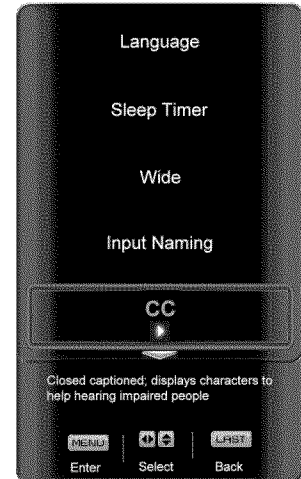 Language
Sleep Timer
Wide
Input Naming
CC
Closed captioned; displays characters to
help hearing impaired people
MENU LAST
Enter Select Back